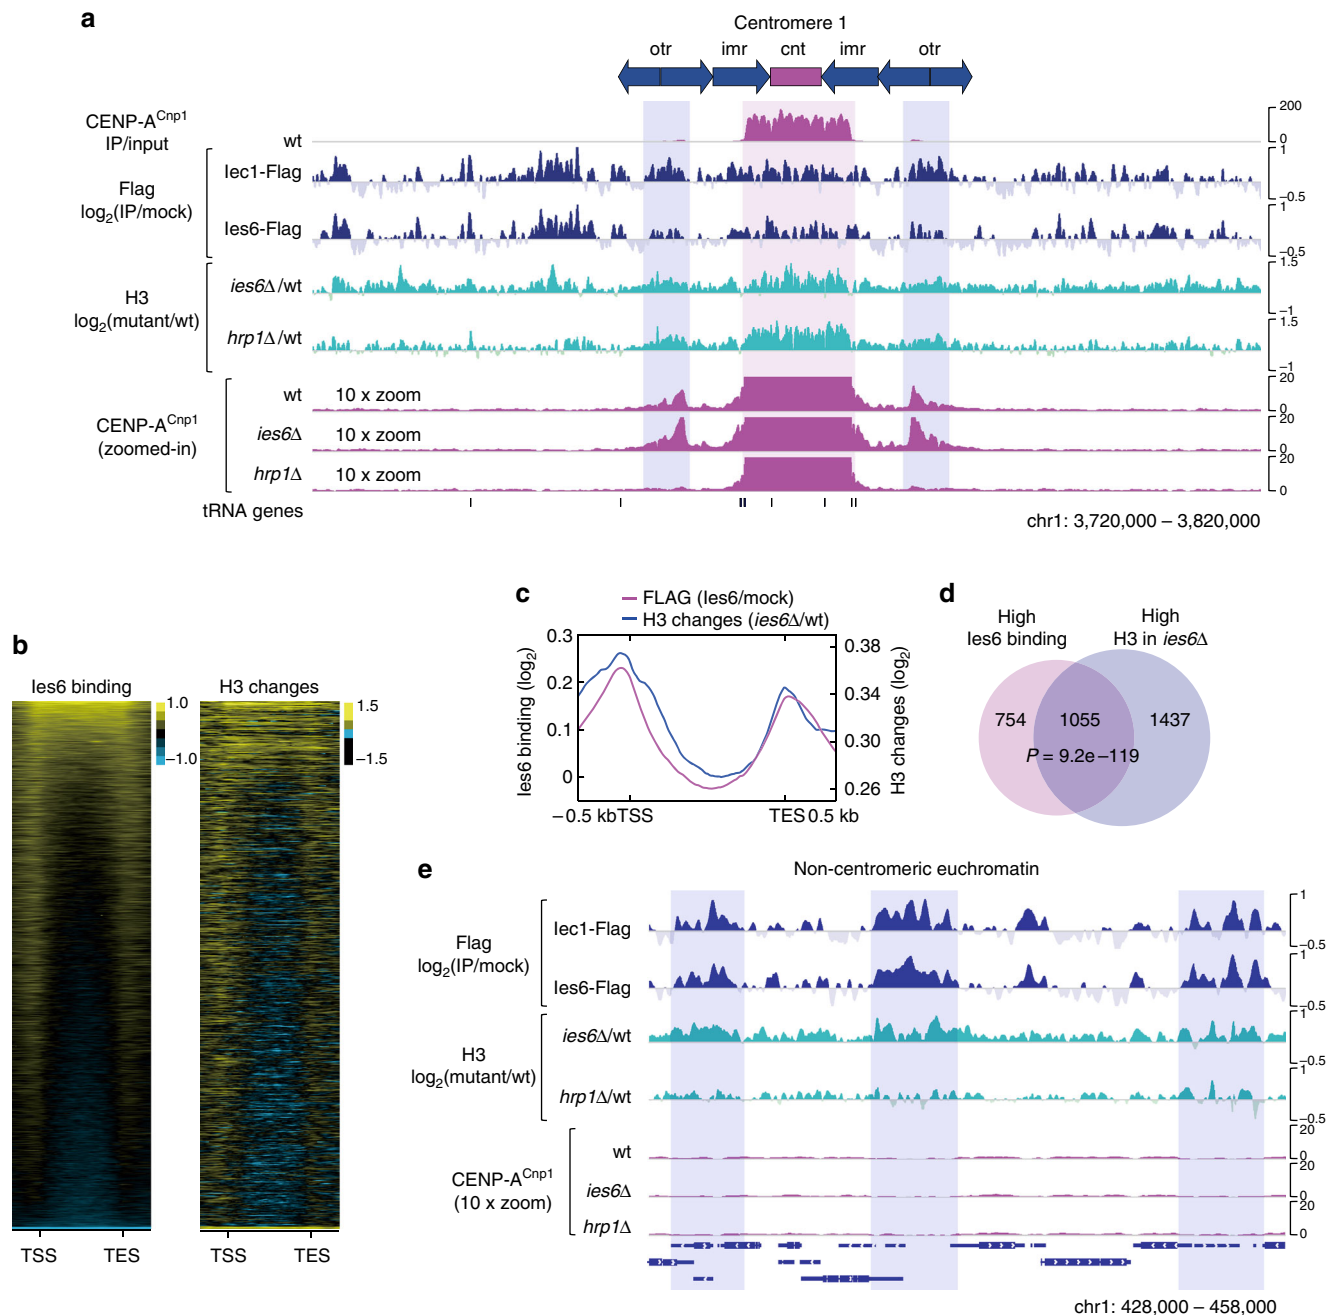 a
Centromere 1
otr imr cnt imr otr
CENP-A^Cnp1
IP/input
wt
200
0
Flag
log2(IP/mock)
Iec1-Flag
1
−0.5
Ies6-Flag
1
−0.5
H3
log2(mutant/wt)
ies6Δ/wt
1.5
−1
hrp1Δ/wt
1.5
−1
CENP-A^Cnp1
(zoomed-in)
wt 10 x zoom
20
0
ies6Δ 10 x zoom
20
0
hrp1Δ 10 x zoom
20
0
tRNA genes
chr1: 3,720,000 – 3,820,000
b
Ies6 binding
1.0
−1.0
H3 changes
1.5
−1.5
TSS TES
TSS TES
c
FLAG (Ies6/mock)
H3 changes (ies6Δ/wt)
Ies6 binding (log2)
0.3
0.2
0.1
0
H3 changes (log2)
0.38
0.34
0.30
0.26
−0.5 kb TSS TES 0.5 kb
d
High
Ies6 binding
High
H3 in ies6Δ
754 1055 1437
P = 9.2e−119
e
Non-centromeric euchromatin
Flag
log2(IP/mock)
Iec1-Flag
1
−0.5
Ies6-Flag
1
−0.5
H3
log2(mutant/wt)
ies6Δ/wt
1
−0.5
hrp1Δ/wt
1
−0.5
CENP-A^Cnp1
(10 x zoom)
wt
20
0
ies6Δ
20
0
hrp1Δ
20
0
chr1: 428,000 – 458,000